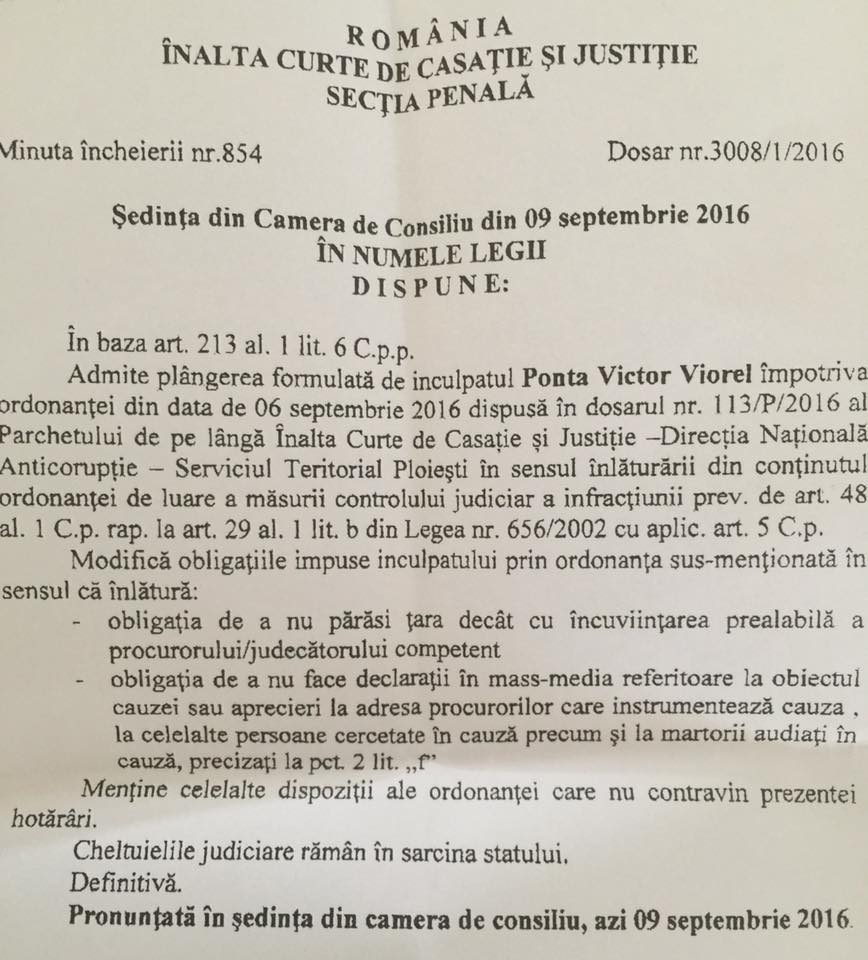 ROMÂNIA
ÎNALTA CURTE DE CASAŢIE ŞI JUSTIŢIE
SECŢIA PENALĂ
Minuta încheierii nr.854 Dosar nr.3008/1/2016
Şedinţa din Camera de Consiliu din 09 septembrie 2016
ÎN NUMELE LEGII
DISPUNE:
În baza art. 213 al. 1 lit. 6 C.p.p.
Admite plângerea formulată de inculpatul Ponta Victor Viorel împotriva
ordonanţei din data de 06 septembrie 2016 dispusă în dosarul nr. 113/P/2016 al
Parchetului de pe lângă Înalta Curte de Casaţie şi Justiţie –Direcţia Naţională
Anticorupţie – Serviciul Teritorial Ploieşti în sensul înlăturării din conţinutul
ordonanţei de luare a măsurii controlului judiciar a infracţiunii prev. de art. 48
al. 1 C.p. rap. la art. 29 al. 1 lit. b din Legea nr. 656/2002 cu aplic. art. 5 C.p.
Modifică obligaţiile impuse inculpatului prin ordonanţa sus-menţionată în
sensul că înlătură:
- obligaţia de a nu părăsi ţara decât cu încuviinţarea prealabilă a
procurorului/judecătorului competent
- obligaţia de a nu face declaraţii în mass-media referitoare la obiectul
cauzei sau aprecieri la adresa procurorilor care instrumentează cauza ,
la celelalte persoane cercetate în cauză precum şi la martorii audiaţi în
cauză, precizaţi la pct. 2 lit. „f”
Menţine celelalte dispoziţii ale ordonanţei care nu contravin prezentei
hotărâri.
Cheltuielile judiciare rămân în sarcina statului.
Definitivă.
Pronunţată în şedinţa din camera de consiliu, azi 09 septembrie 2016.